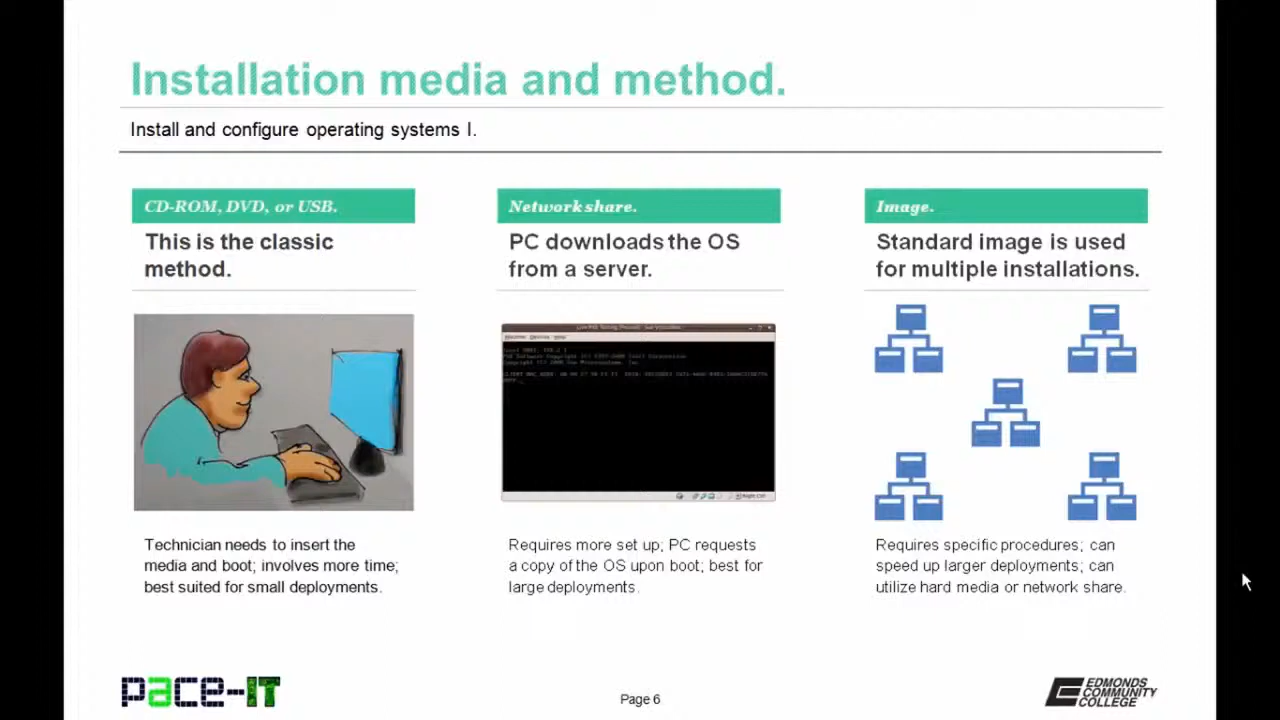 Installation media and method.
Install and configure operating systems I.
CD-ROM, DVD, or USB.
This is the classic
method.
Technician needs to insert the
media and boot; involves more time;
best suited for small deployments.
Network share.
PC downloads the OS
from a server.
Requires more set up; PC requests
a copy of the OS upon boot; best for
large deployments.
Image.
Standard image is used
for multiple installations.
Requires specific procedures; can
speed up larger deployments; can
utilize hard media or network share.
pace-IT
Page 6
EDMONDS
COMMUNITY
COLLEGE